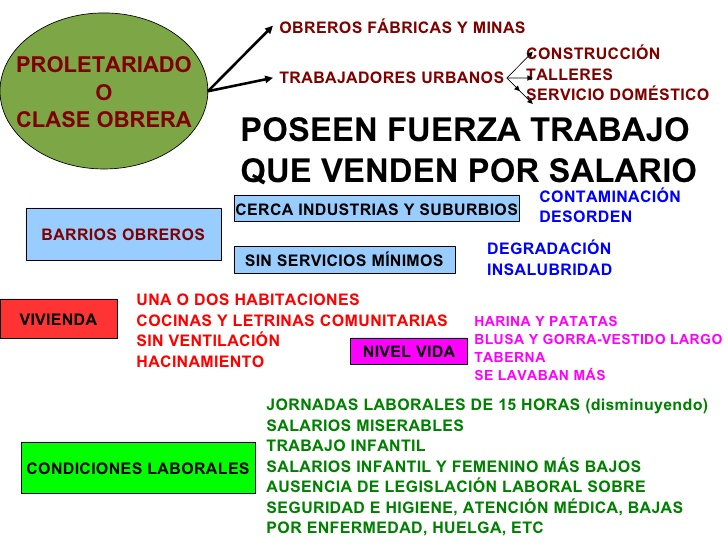 PROLETARIADO
O
CLASE OBRERA
OBREROS FÁBRICAS Y MINAS
TRABAJADORES URBANOS
CONSTRUCCIÓN
TALLERES
SERVICIO DOMÉSTICO
POSEEN FUERZA TRABAJO
QUE VENDEN POR SALARIO
BARRIOS OBREROS
CERCA INDUSTRIAS Y SUBURBIOS
CONTAMINACIÓN
DESORDEN
SIN SERVICIOS MÍNIMOS
DEGRADACIÓN
INSALUBRIDAD
VIVIENDA
UNA O DOS HABITACIONES
COCINAS Y LETRINAS COMUNITARIAS
SIN VENTILACIÓN
HACINAMIENTO
NIVEL VIDA
HARINA Y PATATAS
BLUSA Y GORRA-VESTIDO LARGO
TABERNA
SE LAVABAN MÁS
CONDICIONES LABORALES
JORNADAS LABORALES DE 15 HORAS (disminuyendo)
SALARIOS MISERABLES
TRABAJO INFANTIL
SALARIOS INFANTIL Y FEMENINO MÁS BAJOS
AUSENCIA DE LEGISLACIÓN LABORAL SOBRE
SEGURIDAD E HIGIENE, ATENCIÓN MÉDICA, BAJAS
POR ENFERMEDAD, HUELGA, ETC